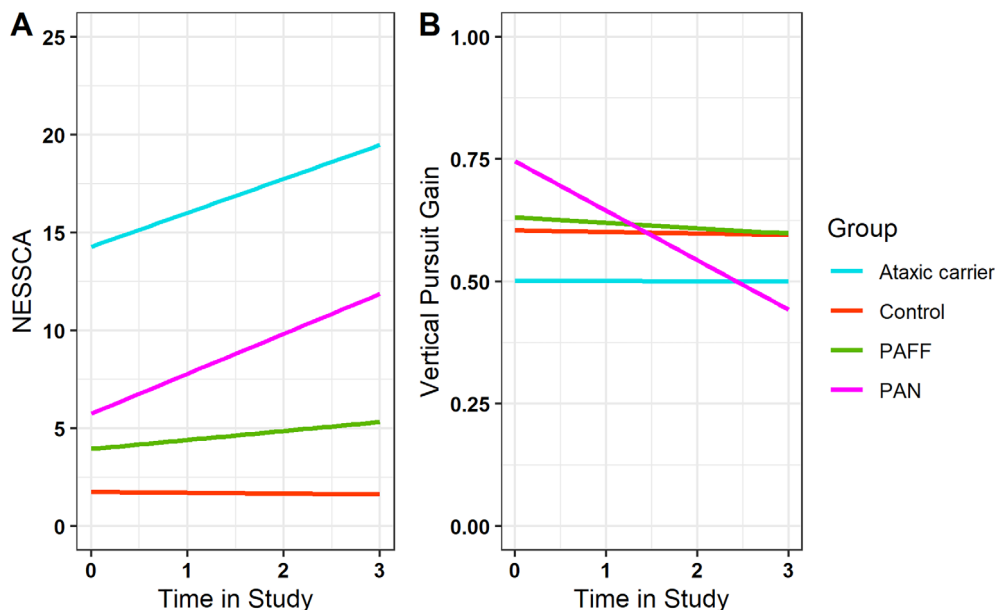 A
NESSCA
25
20
15
10
5
0
0 1 2 3
Time in Study
B
Vertical Pursuit Gain
1.00
0.75
0.50
0.25
0.00
0 1 2 3
Time in Study
Group
Ataxic carrier
Control
PAFF
PAN